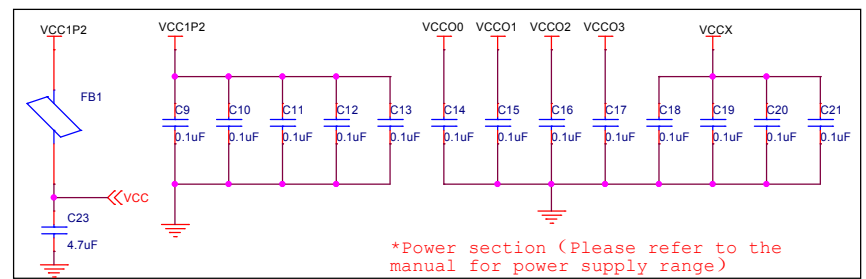 VCC1P2 VCC1P2 VCCO0 VCCO1 VCCO2 VCCO3 VCCX
FB1
C9 C10 C11 C12 C13 C14 C15 C16 C17 C18 C19 C20 C21
0.1uF 0.1uF 0.1uF 0.1uF 0.1uF 0.1uF 0.1uF 0.1uF 0.1uF 0.1uF 0.1uF 0.1uF 0.1uF
VCC
C23
4.7uF
*Power section (Please refer to the
manual for power supply range)